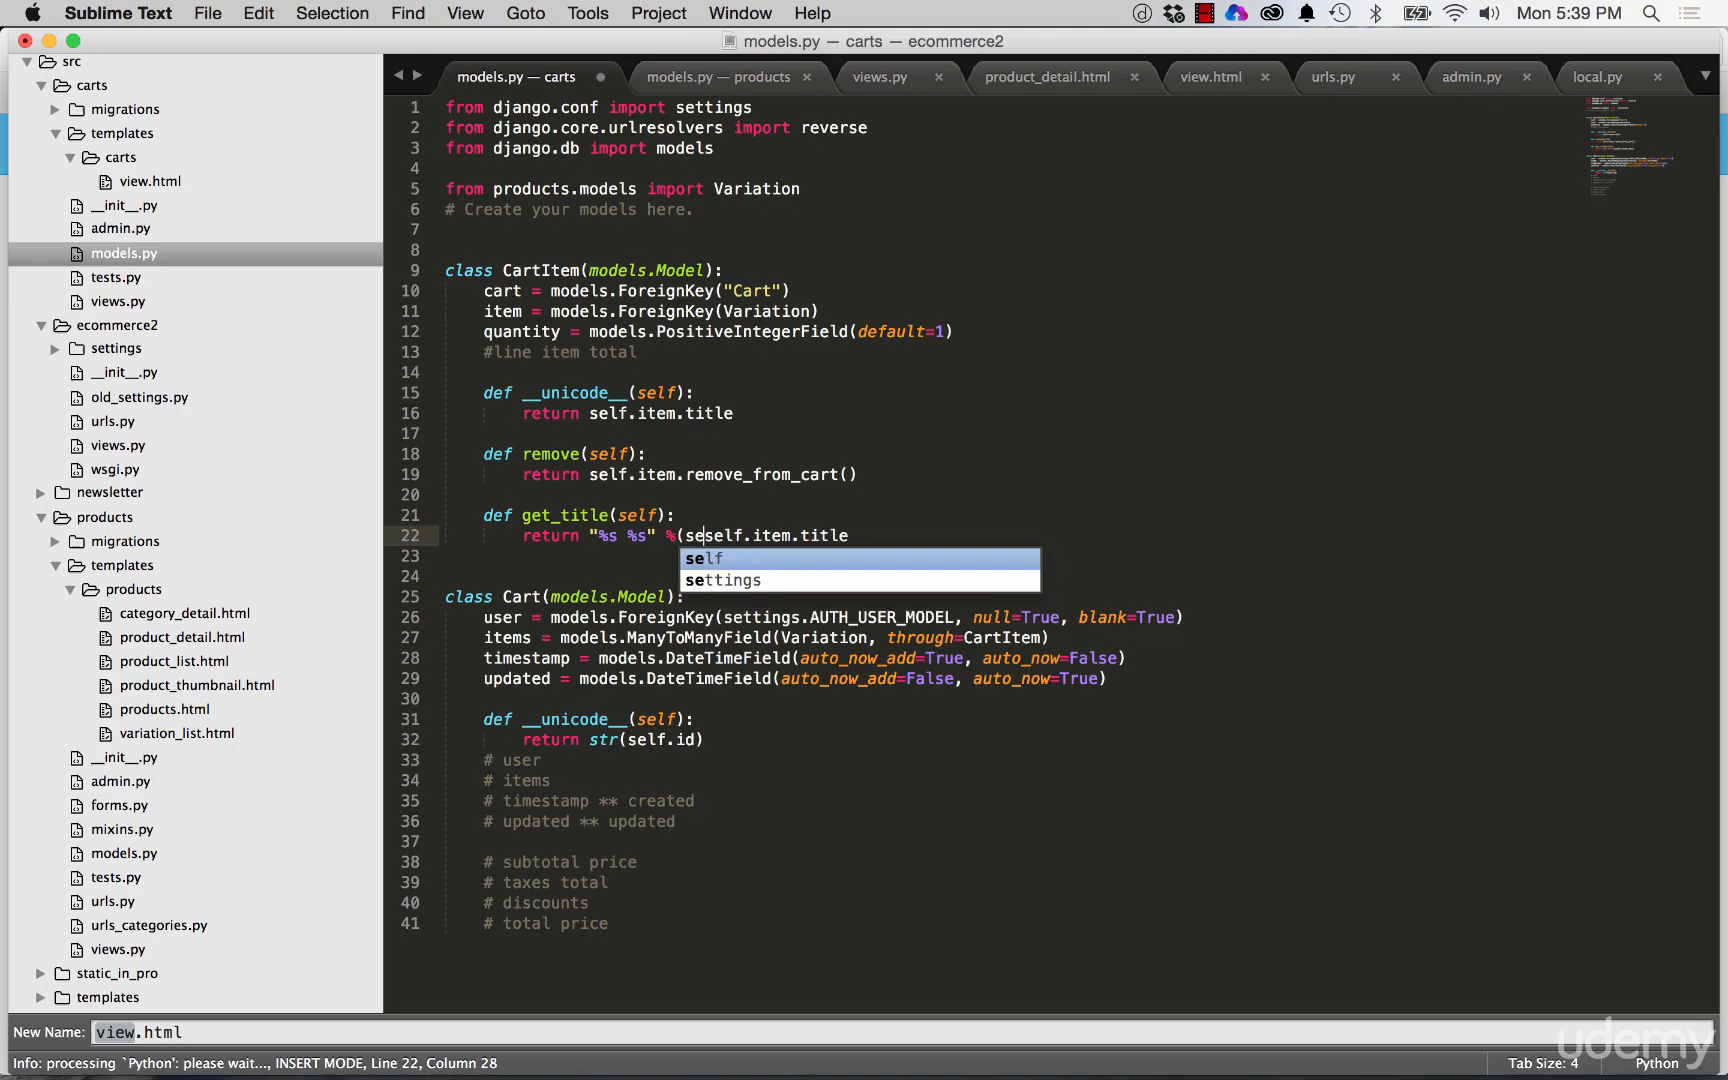 Sublime Text File Edit Selection Find View Goto Tools Project Window Help Mon 5:39 PM
models.py — carts — ecommerce2
src
carts
migrations
templates
carts
view.html
__init__.py
admin.py
models.py
tests.py
views.py
ecommerce2
settings
__init__.py
old_settings.py
urls.py
views.py
wsgi.py
newsletter
products
migrations
templates
products
category_detail.html
product_detail.html
product_list.html
product_thumbnail.html
products.html
variation_list.html
__init__.py
admin.py
forms.py
mixins.py
models.py
tests.py
urls.py
urls_categories.py
views.py
static_in_pro
templates
models.py — carts models.py — products views.py product_detail.html view.html urls.py admin.py local.py
1 from django.conf import settings
2 from django.core.urlresolvers import reverse
3 from django.db import models
4
5 from products.models import Variation
6 # Create your models here.
7
8
9 class CartItem(models.Model):
10 cart = models.ForeignKey("Cart")
11 item = models.ForeignKey(Variation)
12 quantity = models.PositiveIntegerField(default=1)
13 #line item total
14
15 def __unicode__(self):
16 return self.item.title
17
18 def remove(self):
19 return self.item.remove_from_cart()
20
21 def get_title(self):
22 return "%s %s" %(seself.item.title
23
self
24
settings
25 class Cart(models.Model):
26 user = models.ForeignKey(settings.AUTH_USER_MODEL, null=True, blank=True)
27 items = models.ManyToManyField(Variation, through=CartItem)
28 timestamp = models.DateTimeField(auto_now_add=True, auto_now=False)
29 updated = models.DateTimeField(auto_now_add=False, auto_now=True)
30
31 def __unicode__(self):
32 return str(self.id)
33 # user
34 # items
35 # timestamp ** created
36 # updated ** updated
37
38 # subtotal price
39 # taxes total
40 # discounts
41 # total price
New Name: view.html
udemy
Info: processing `Python': please wait..., INSERT MODE, Line 22, Column 28 Tab Size: 4 Python